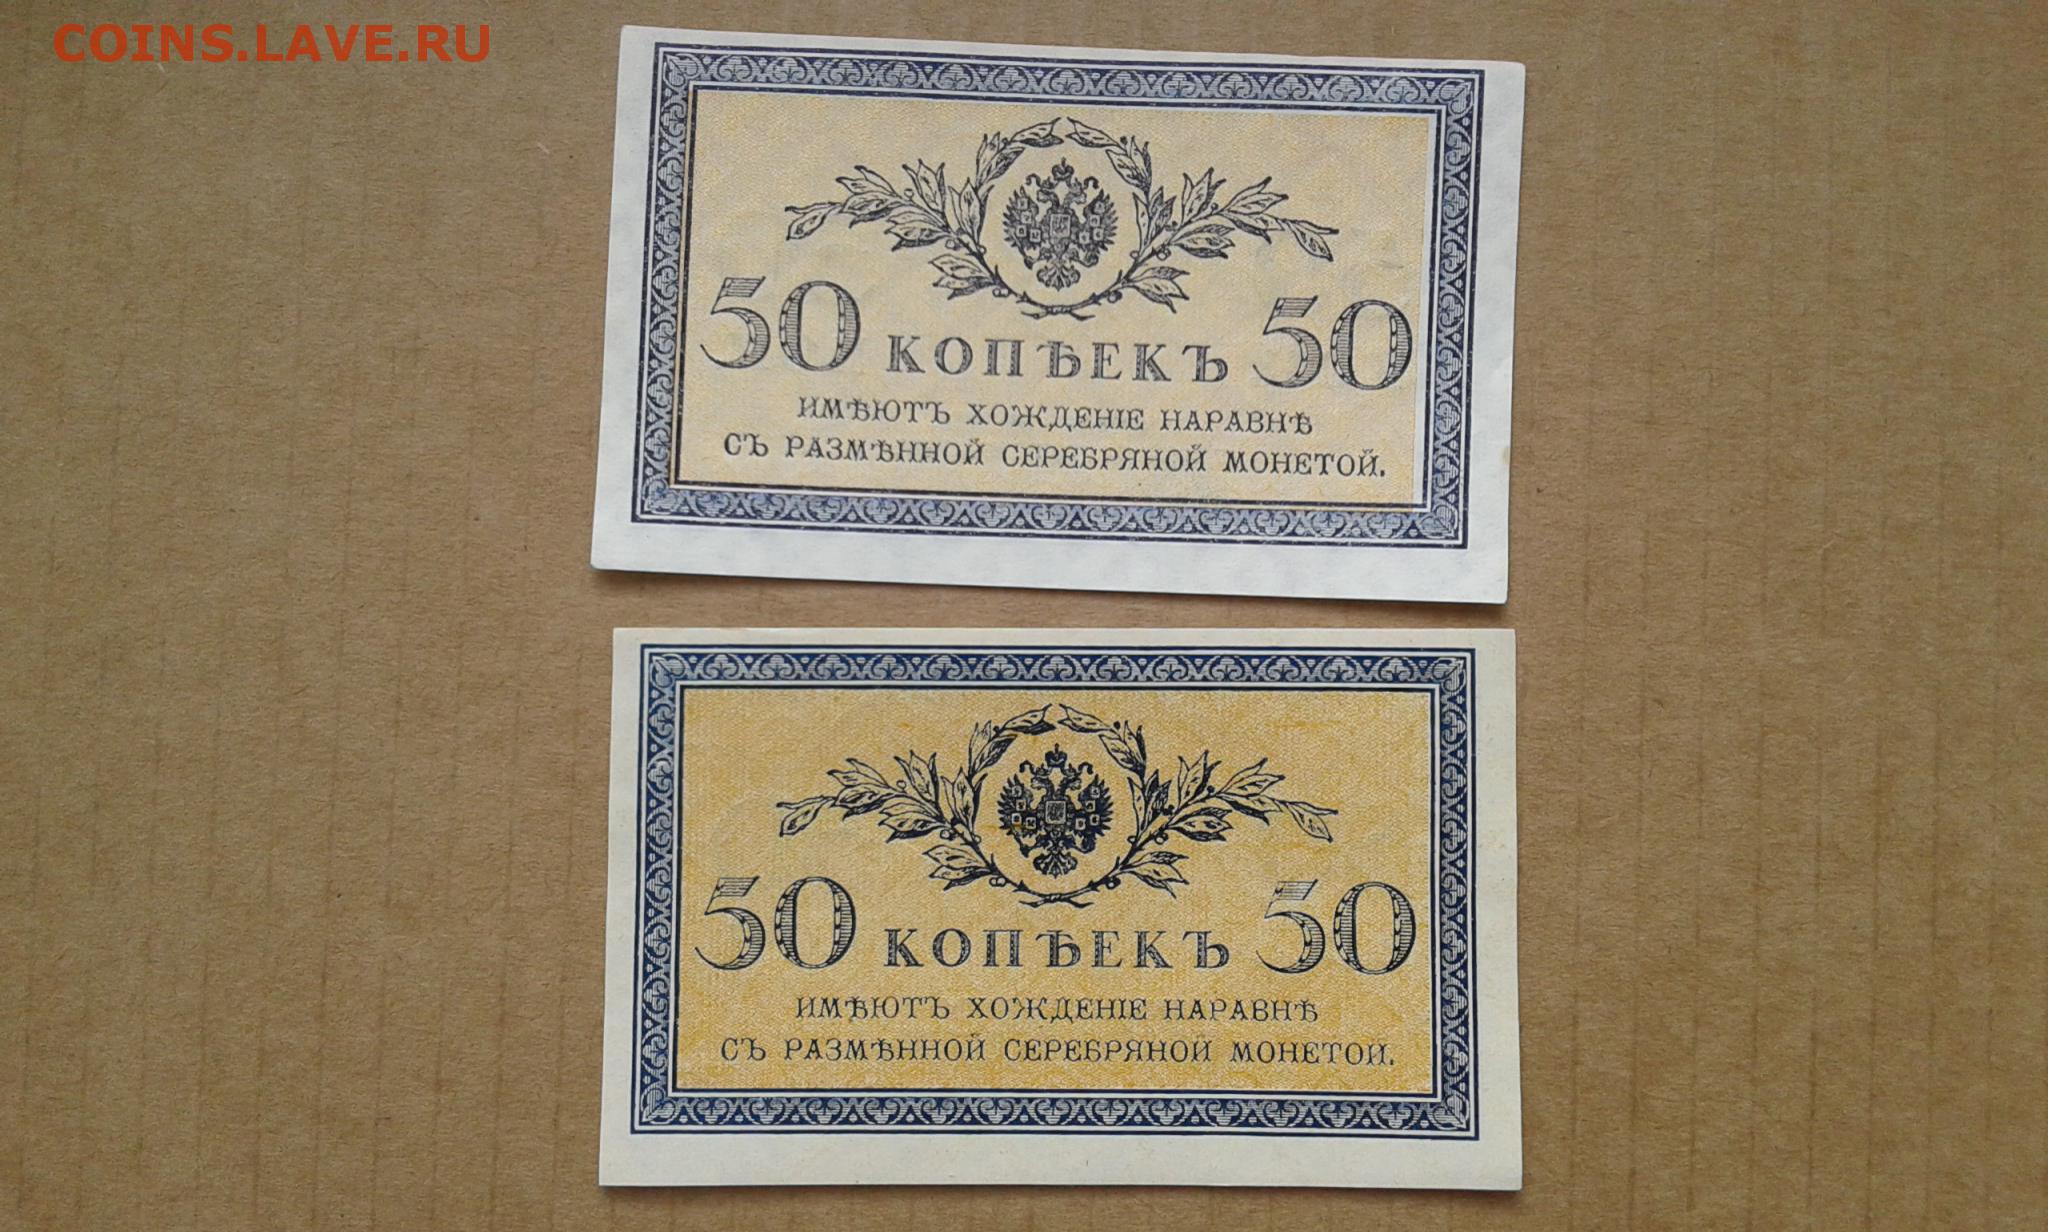 COINS.LAVE.RU
50 КОПѢЕКЪ 50
ИМѢЮТЪ ХОЖДЕНІЕ НАРАВНѢ
СЪ РАЗМѢННОЙ СЕРЕБРЯНОЙ МОНЕТОЙ.
50 КОПѢЕКЪ 50
ИМѢЮТЪ ХОЖДЕНІЕ НАРАВНѢ
СЪ РАЗМѢННОЙ СЕРЕБРЯНОЙ МОНЕТОЙ.